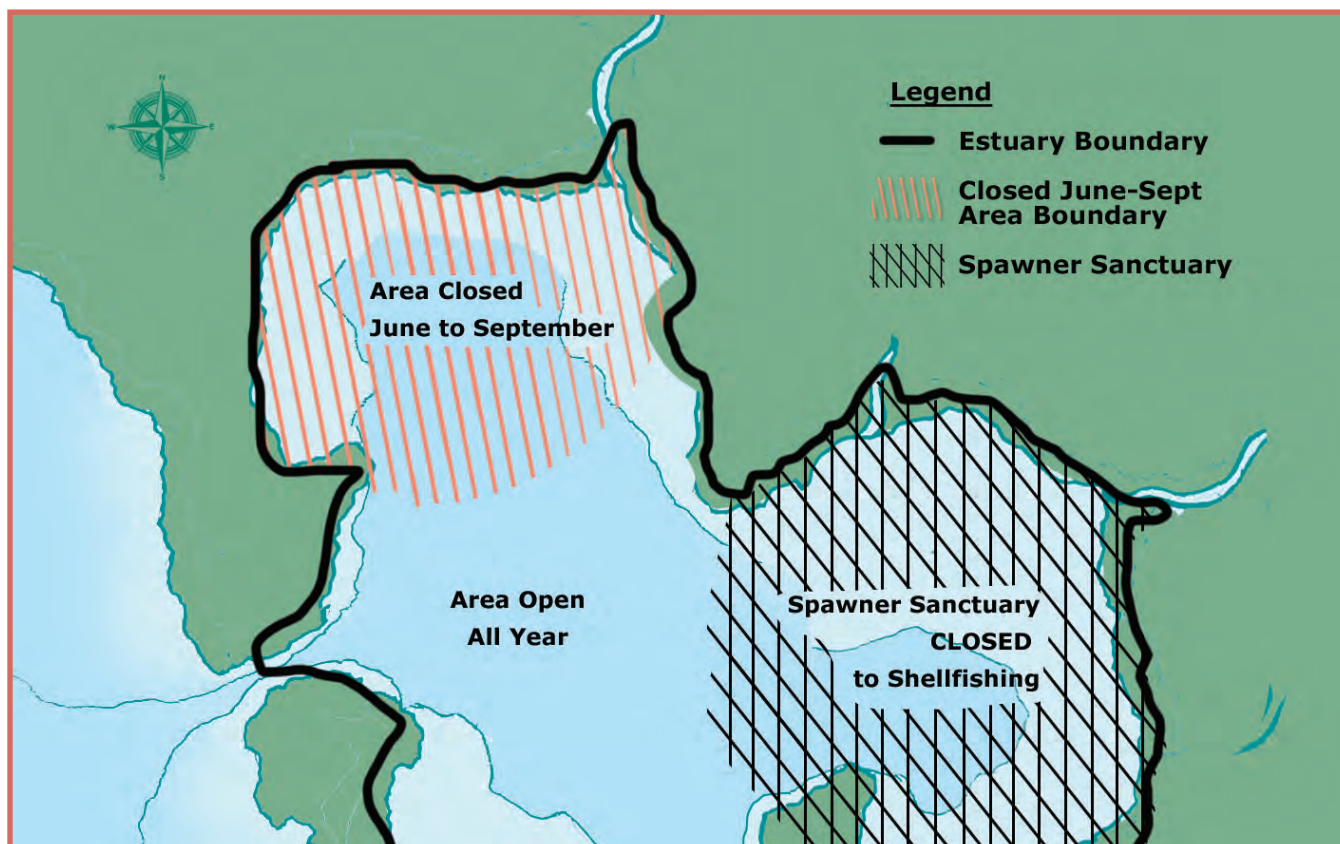 N
W
E
S
Legend
Estuary Boundary
Closed June-Sept
Area Boundary
Spawner Sanctuary
Area Closed
June to September
Area Open
All Year
Spawner Sanctuary
CLOSED
to Shellfishing